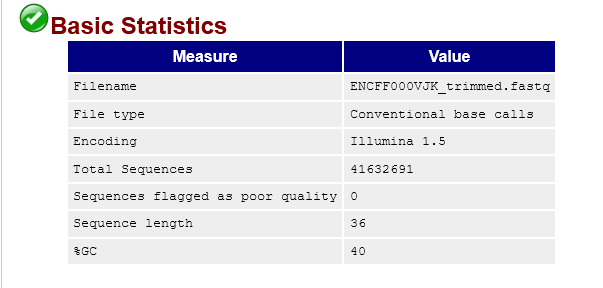 Basic Statistics
Measure Value
Filename ENCFF000VJK_trimmed.fastq
File type Conventional base calls
Encoding Illumina 1.5
Total Sequences 41632691
Sequences flagged as poor quality 0
Sequence length 36
%GC 40